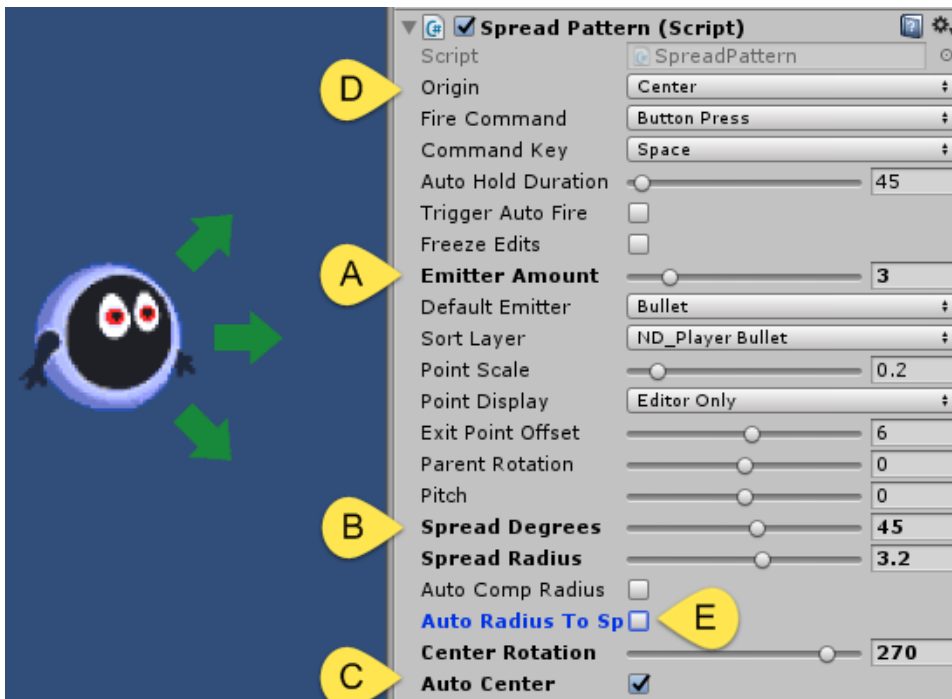 Spread Pattern (Script)
Script SpreadPattern
D Origin Center
Fire Command Button Press
Command Key Space
Auto Hold Duration 45
Trigger Auto Fire
Freeze Edits
A Emitter Amount 3
Default Emitter Bullet
Sort Layer ND_Player Bullet
Point Scale 0.2
Point Display Editor Only
Exit Point Offset 6
Parent Rotation 0
Pitch 0
B Spread Degrees 45
Spread Radius 3.2
Auto Comp Radius
Auto Radius To Sp E
Center Rotation 270
C Auto Center